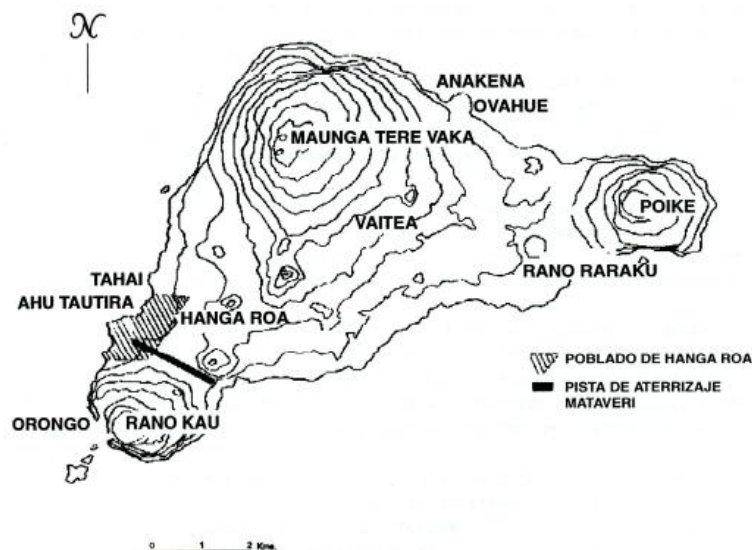 N
ANAKENA
OVAHUE
MAUNGA TERE VAKA
POIKE
VAITEA
RANO RARAKU
TAHAI
AHU TAUTIRA
HANGA ROA
POBLADO DE HANGA ROA
PISTA DE ATERRIZAJE
MATAVERI
ORONGO
RANO KAU
0 1 2 Kms.